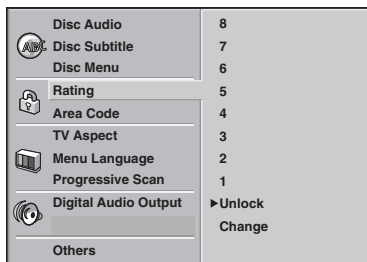 Disc Audio
ABC
Disc Subtitle
Disc Menu
Rating
?
Area Code
TV Aspect
Menu Language
Progressive Scan
Digital Audio Output
Others
8
7
6
5
4
3
2
1
►Unlock
Change